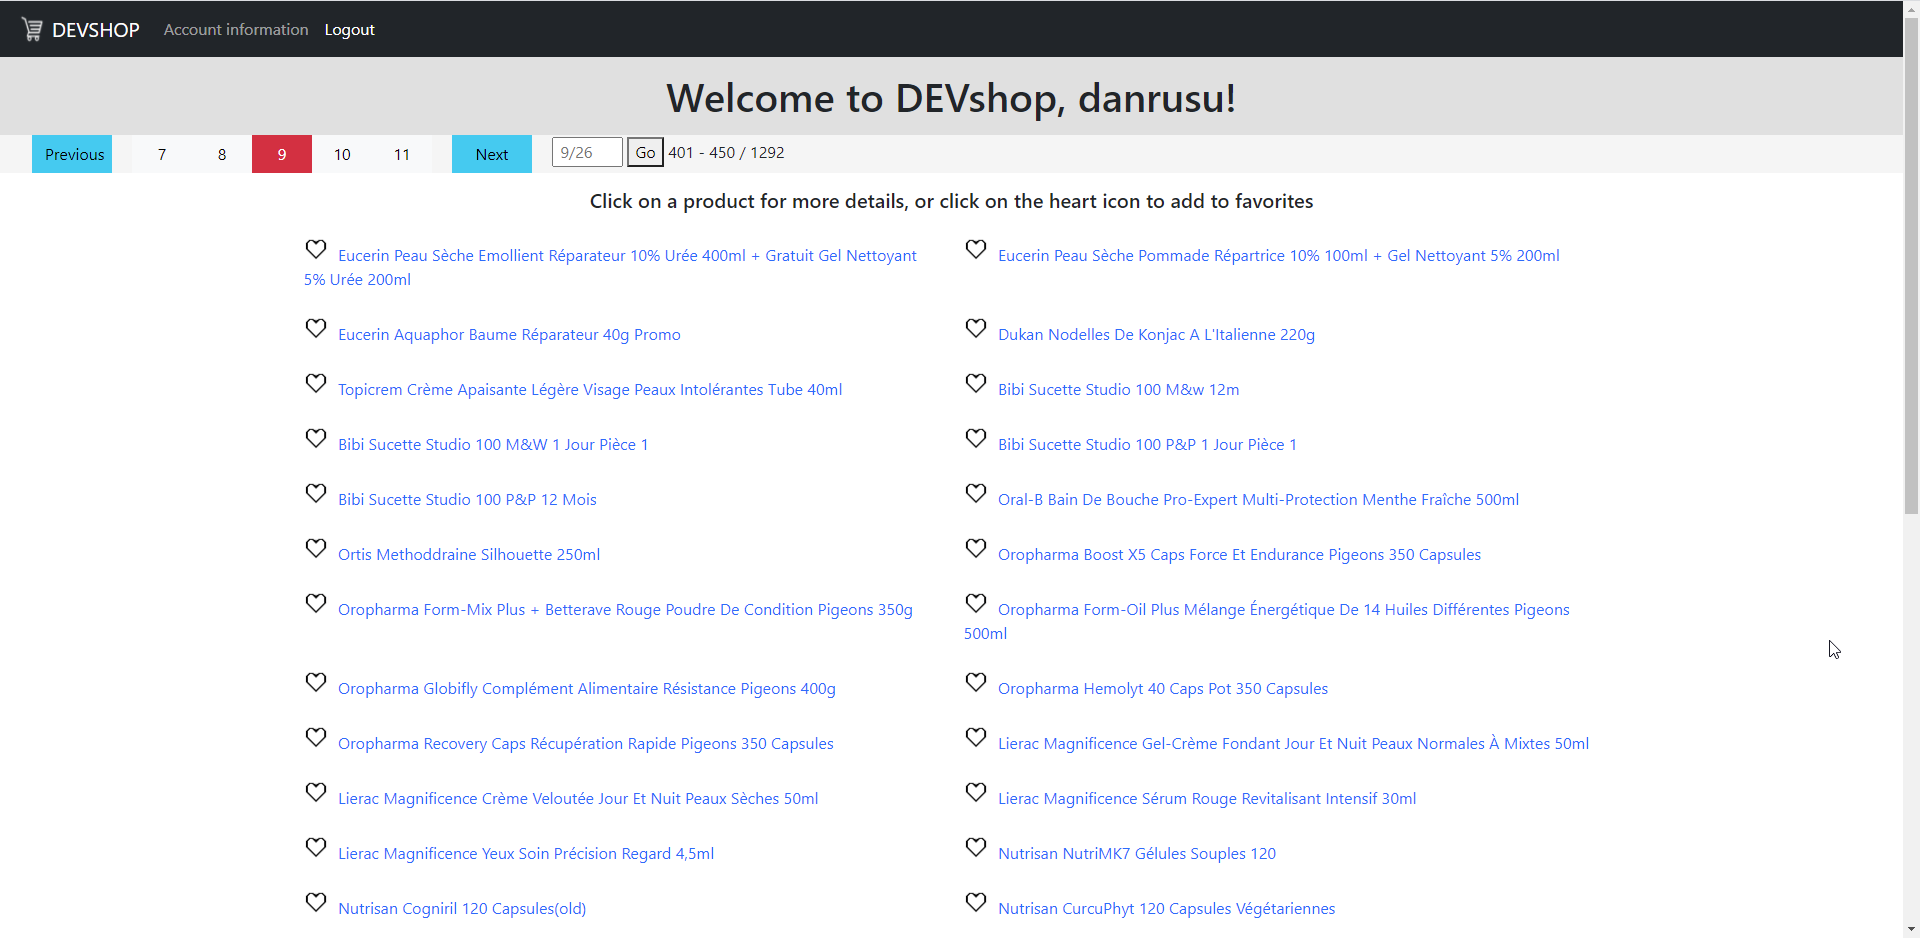 DEVSHOP Account information Logout
Welcome to DEVshop, danrusu!
Previous 7 8 9 10 11 Next 9/26 Go 401 - 450 / 1292
Click on a product for more details, or click on the heart icon to add to favorites
Eucerin Peau Sèche Emollient Réparateur 10% Urée 400ml + Gratuit Gel Nettoyant
5% Urée 200ml
Eucerin Peau Sèche Pommade Répartrice 10% 100ml + Gel Nettoyant 5% 200ml
Eucerin Aquaphor Baume Réparateur 40g Promo
Dukan Nodelles De Konjac A L'Italienne 220g
Topicrem Crème Apaisante Légère Visage Peaux Intolérantes Tube 40ml
Bibi Sucette Studio 100 M&w 12m
Bibi Sucette Studio 100 M&W 1 Jour Pièce 1
Bibi Sucette Studio 100 P&P 1 Jour Pièce 1
Bibi Sucette Studio 100 P&P 12 Mois
Oral-B Bain De Bouche Pro-Expert Multi-Protection Menthe Fraîche 500ml
Ortis Methoddraine Silhouette 250ml
Oropharma Boost X5 Caps Force Et Endurance Pigeons 350 Capsules
Oropharma Form-Mix Plus + Betterave Rouge Poudre De Condition Pigeons 350g
Oropharma Form-Oil Plus Mélange Énergétique De 14 Huiles Différentes Pigeons
500ml
Oropharma Globifly Complément Alimentaire Résistance Pigeons 400g
Oropharma Hemolyt 40 Caps Pot 350 Capsules
Oropharma Recovery Caps Récupération Rapide Pigeons 350 Capsules
Lierac Magnificence Gel-Crème Fondant Jour Et Nuit Peaux Normales À Mixtes 50ml
Lierac Magnificence Crème Veloutée Jour Et Nuit Peaux Sèches 50ml
Lierac Magnificence Sérum Rouge Revitalisant Intensif 30ml
Lierac Magnificence Yeux Soin Précision Regard 4,5ml
Nutrisan NutriMK7 Gélules Souples 120
Nutrisan Cogniril 120 Capsules(old)
Nutrisan CurcuPhyt 120 Capsules Végétariennes